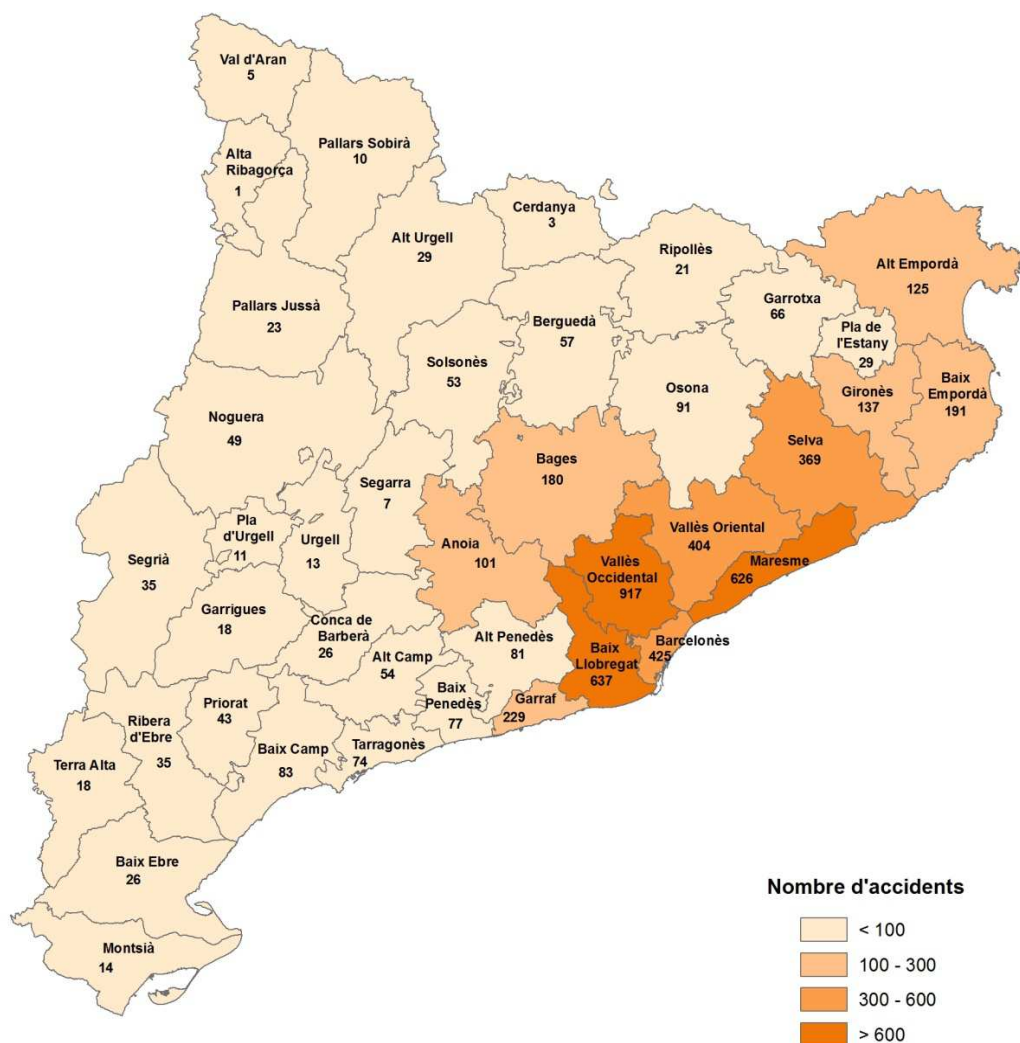 Val d'Aran
5
Pallars Sobirà
10
Alta
Ribagorça
1
Cerdanya
3
Alt Urgell
29
Ripollès
21
Alt Empordà
125
Garrotxa
66
Pallars Jussà
23
Berguedà
57
Pla de
l'Estany
29
Solsonès
53
Baix
Empordà
191
Gironès
137
Osona
91
Noguera
49
Selva
369
Bages
180
Segarra
7
Pla
d'Urgell
11
Urgell
13
Vallès Oriental
404
Anoia
101
Segrià
35
Vallès
Occidental
917
Maresme
626
Garrigues
18
Conca de
Barberà
26
Alt Penedès
81
Barcelonès
425
Baix
Llobregat
637
Alt Camp
54
Baix
Penedès
77
Garraf
229
Priorat
43
Ribera
d'Ebre
35
Baix Camp
83
Tarragonès
74
Terra Alta
18
Baix Ebre
26
Montsià
14
Nombre d'accidents
< 100
100 - 300
300 - 600
> 600